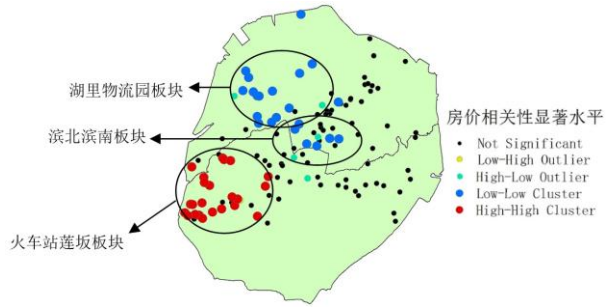 湖里物流园板块
滨北滨南板块
火车站莲坂板块
房价相关性显著水平
Not Significant
Low-High Outlier
High-Low Outlier
Low-Low Cluster
High-High Cluster